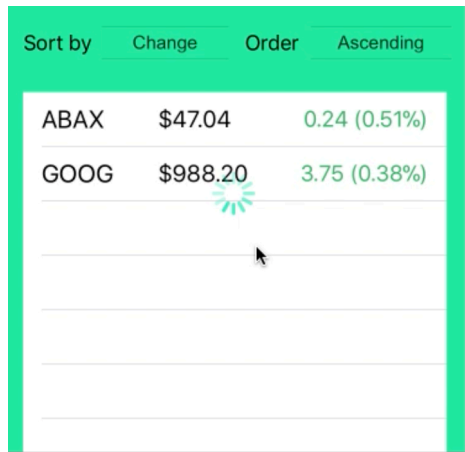 Sort by Change Order Ascending
ABAX $47.04 0.24 (0.51%)
GOOG $988.20 3.75 (0.38%)